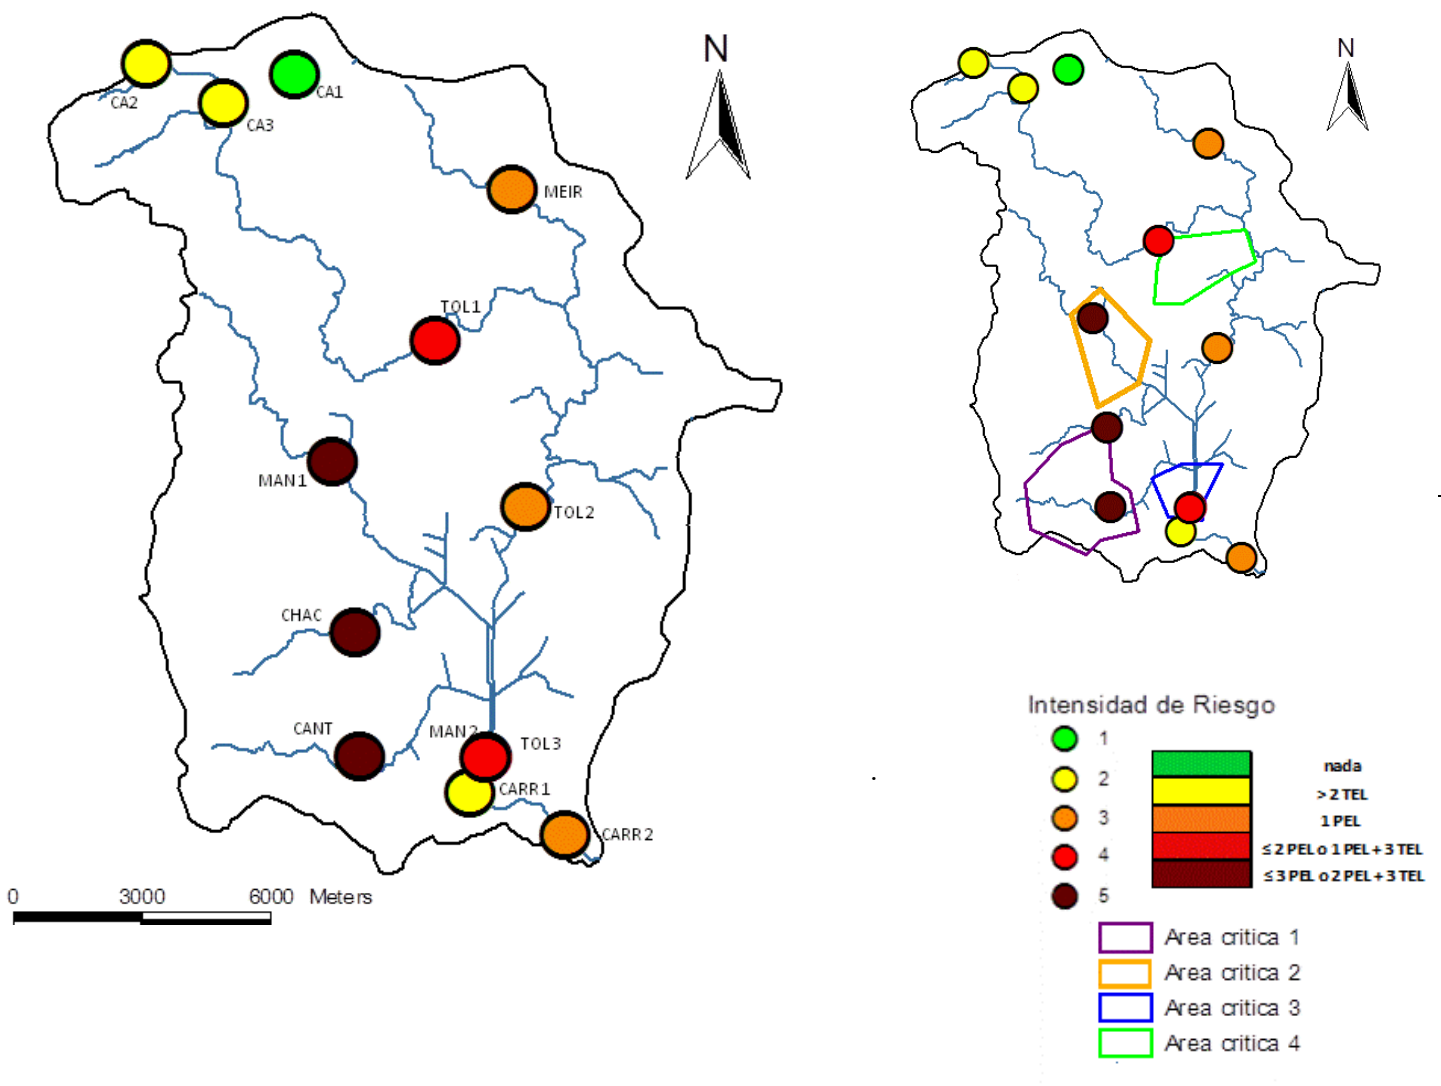 N
CA2
CA3
CA1
MEIR
TOL1
MAN1
TOL2
CHAC
CANT
MAN2
TOL3
CARR1
CARR2
0 3000 6000 Meters
N
Intensidad de Riesgo
1
2
3
4
5
nada
> 2 TEL
1 PEL
≤ 2 PEL o 1 PEL + 3 TEL
≤ 3 PEL o 2 PEL + 3 TEL
Area critica 1
Area critica 2
Area critica 3
Area critica 4